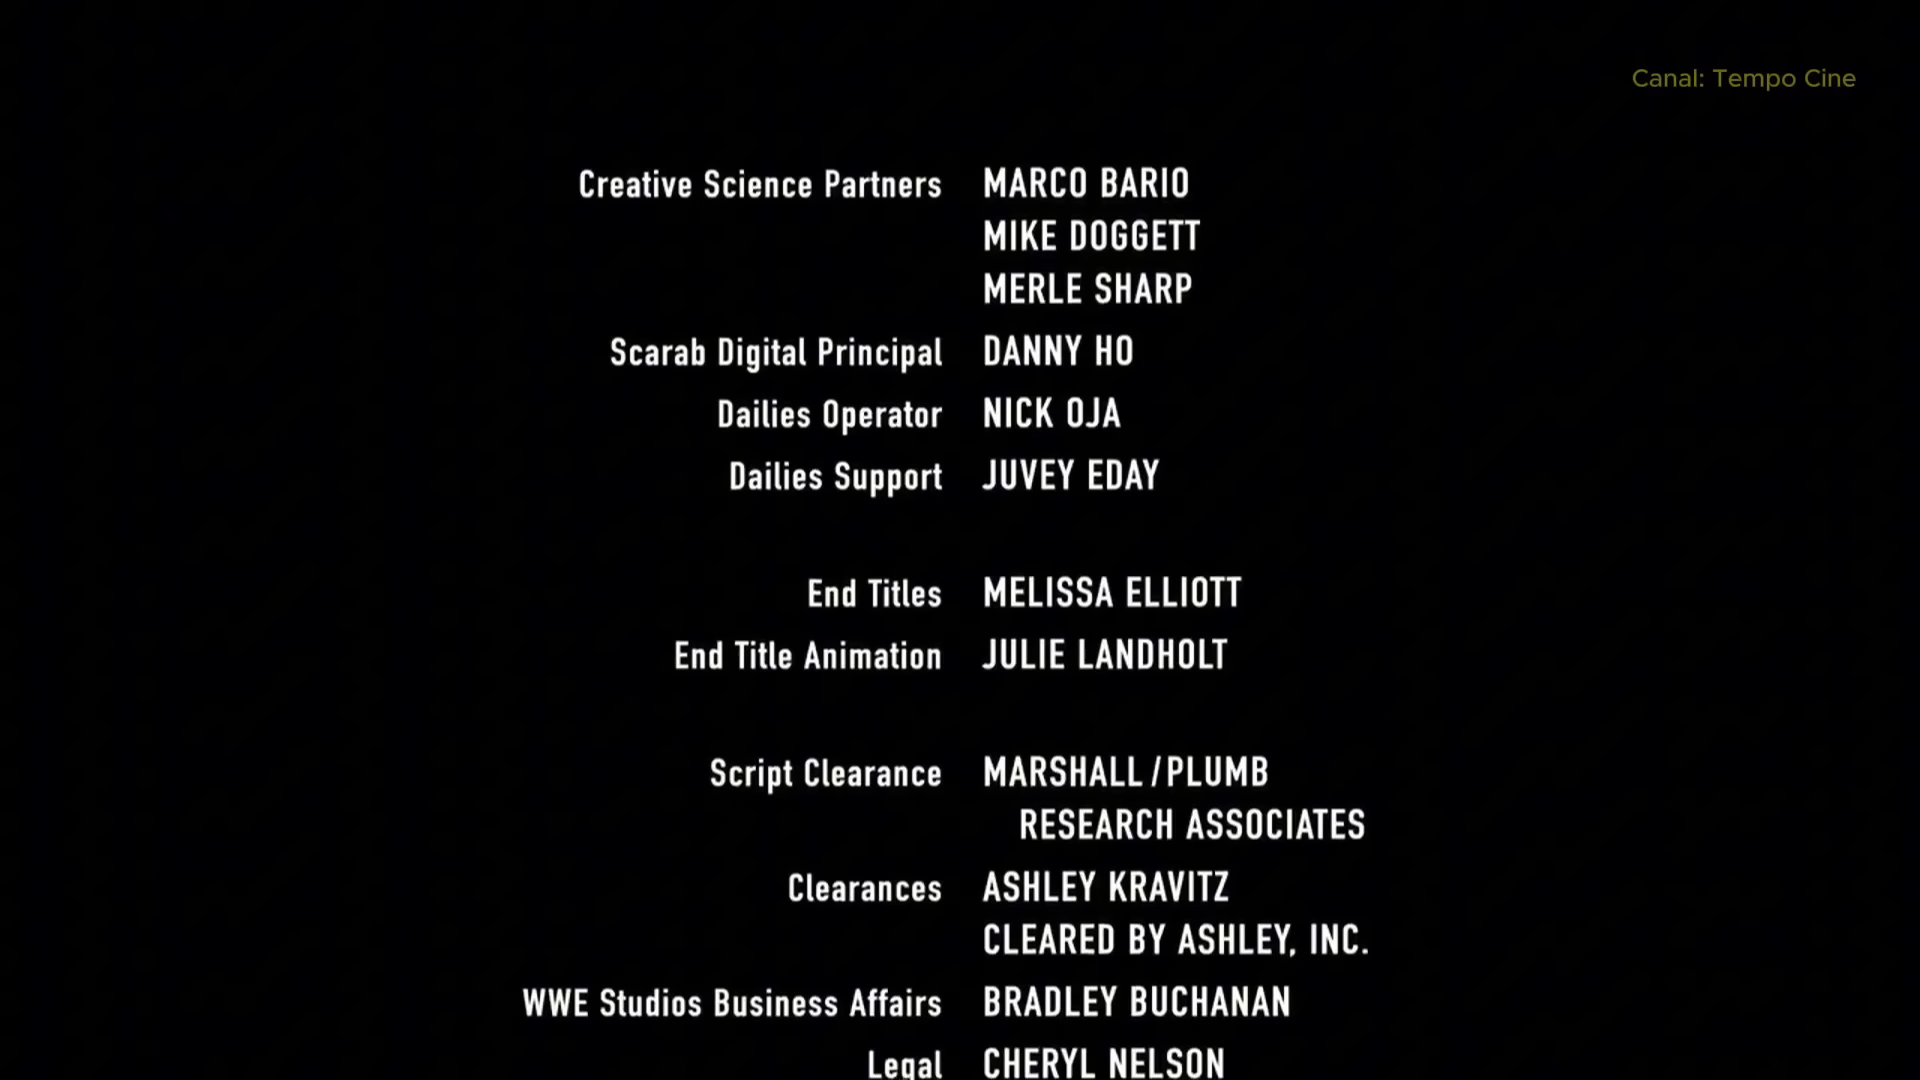 Canal: Tempo Cine
Creative Science Partners MARCO BARIO
MIKE DOGGETT
MERLE SHARP
Scarab Digital Principal DANNY HO
Dailies Operator NICK OJA
Dailies Support JUVEY EDAY
End Titles MELISSA ELLIOTT
End Title Animation JULIE LANDHOLT
Script Clearance MARSHALL / PLUMB
RESEARCH ASSOCIATES
Clearances ASHLEY KRAVITZ
CLEARED BY ASHLEY, INC.
WWE Studios Business Affairs BRADLEY BUCHANAN
Legal CHERYL NELSON